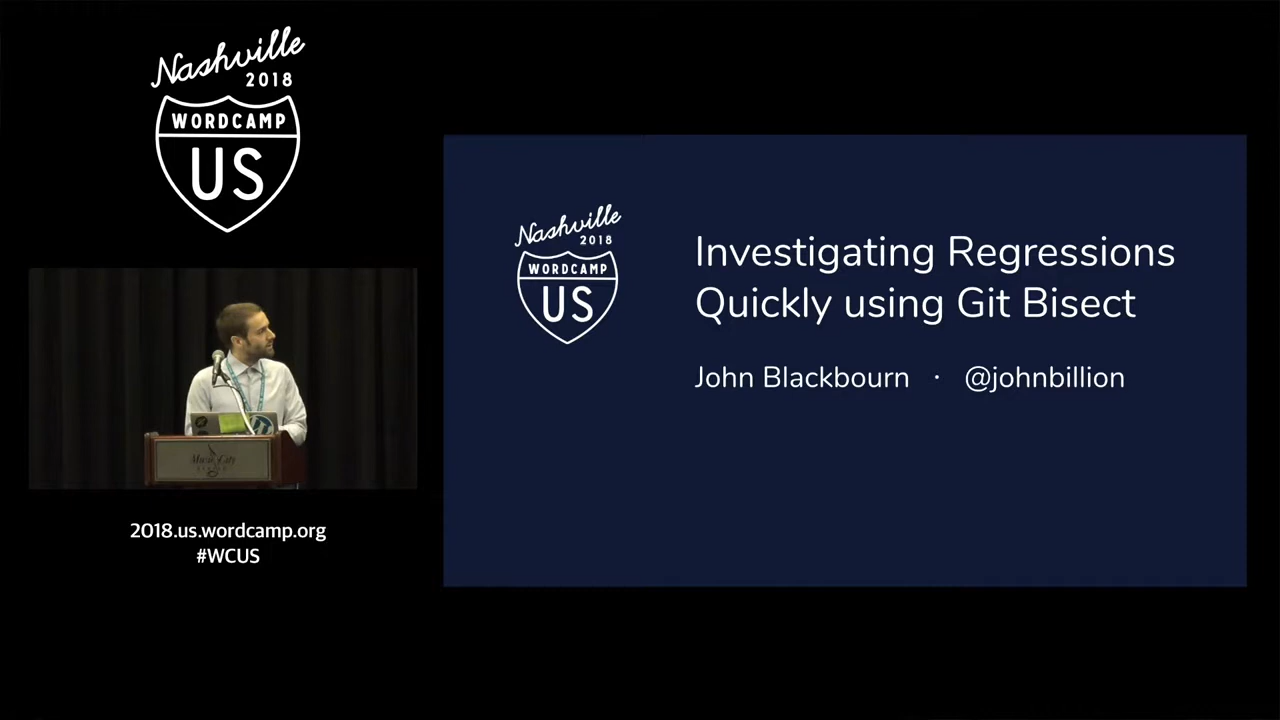 Nashville
2018
WORDCAMP
US
2018.us.wordcamp.org
#WCUS
Nashville
2018
WORDCAMP
US
Investigating Regressions
Quickly using Git Bisect
John Blackbourn · @johnbillion